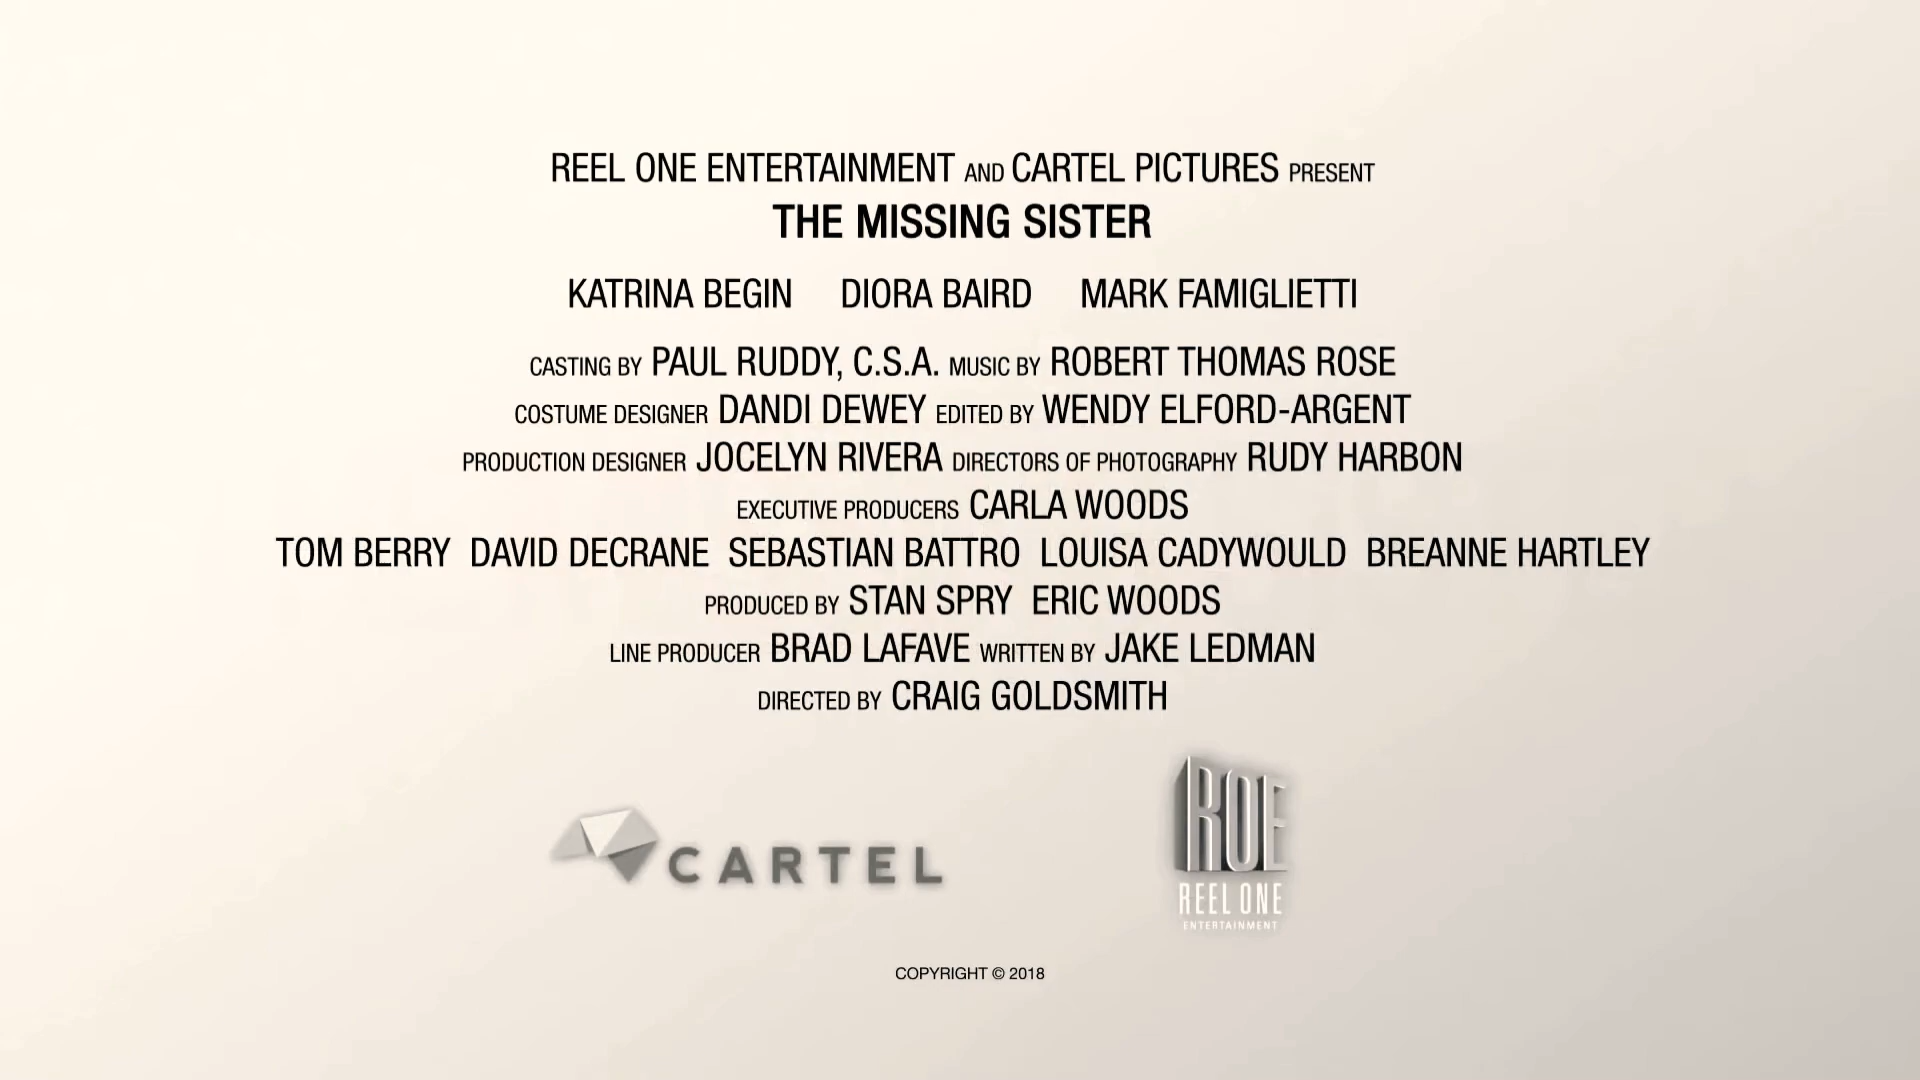 REEL ONE ENTERTAINMENT AND CARTEL PICTURES PRESENT
THE MISSING SISTER
KATRINA BEGIN DIORA BAIRD MARK FAMIGLIETTI
CASTING BY PAUL RUDDY, C.S.A. MUSIC BY ROBERT THOMAS ROSE
COSTUME DESIGNER DANDI DEWEY EDITED BY WENDY ELFORD-ARGENT
PRODUCTION DESIGNER JOCELYN RIVERA DIRECTORS OF PHOTOGRAPHY RUDY HARBON
EXECUTIVE PRODUCERS CARLA WOODS
TOM BERRY DAVID DECRANE SEBASTIAN BATTRO LOUISA CADYWOULD BREANNE HARTLEY
PRODUCED BY STAN SPRY ERIC WOODS
LINE PRODUCER BRAD LAFAVE WRITTEN BY JAKE LEDMAN
DIRECTED BY CRAIG GOLDSMITH
CARTEL
ROE
REEL ONE
ENTERTAINMENT
COPYRIGHT © 2018